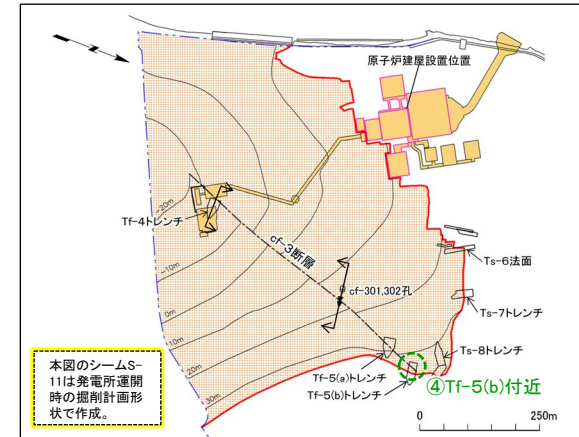 原子炉建屋設置位置
-20m
Tf-4トレンチ
-10m
cf-3断層
Ts-6法面
0m
cf-301,302孔
Ts-7トレンチ
10m
20m
Ts-8トレンチ
30m
Tf-5(a)トレンチ
Tf-5(b)トレンチ
④Tf-5(b)付近
本図のシームS-
11は発電所運開
時の掘削計画形
状で作成。
0 250m